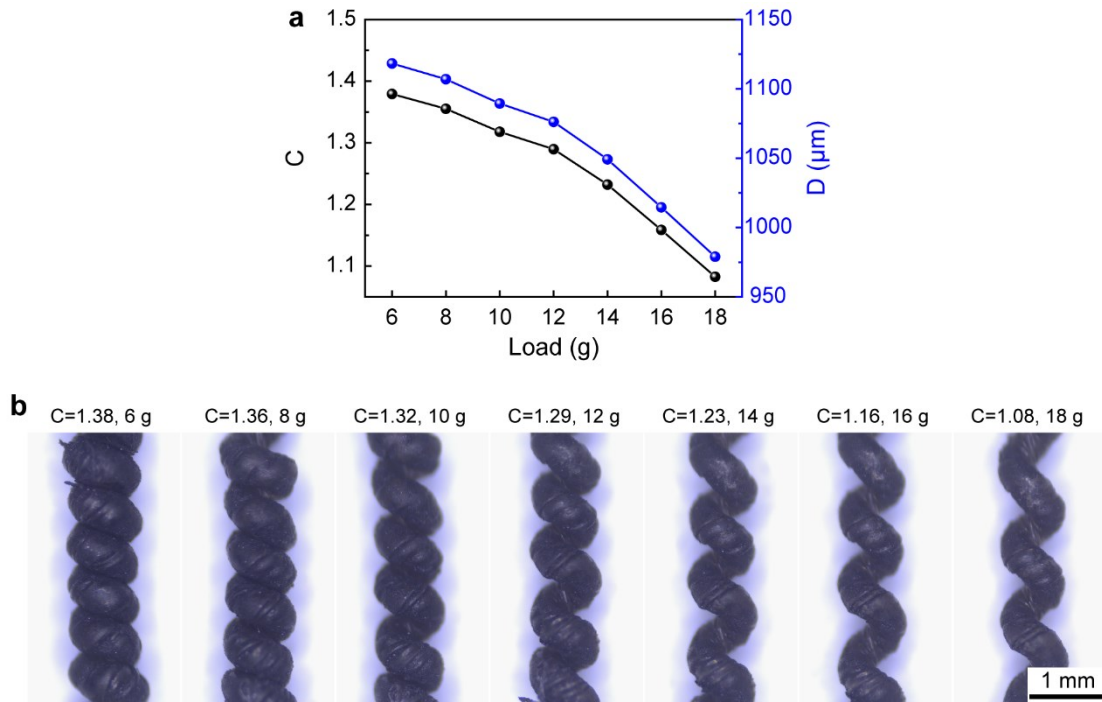 a
1.5
1.4
1.3
1.2
1.1
C
1150
1100
1050
1000
950
D (µm)
6 8 10 12 14 16 18
Load (g)
b
C=1.38, 6 g C=1.36, 8 g C=1.32, 10 g C=1.29, 12 g C=1.23, 14 g C=1.16, 16 g C=1.08, 18 g
1 mm